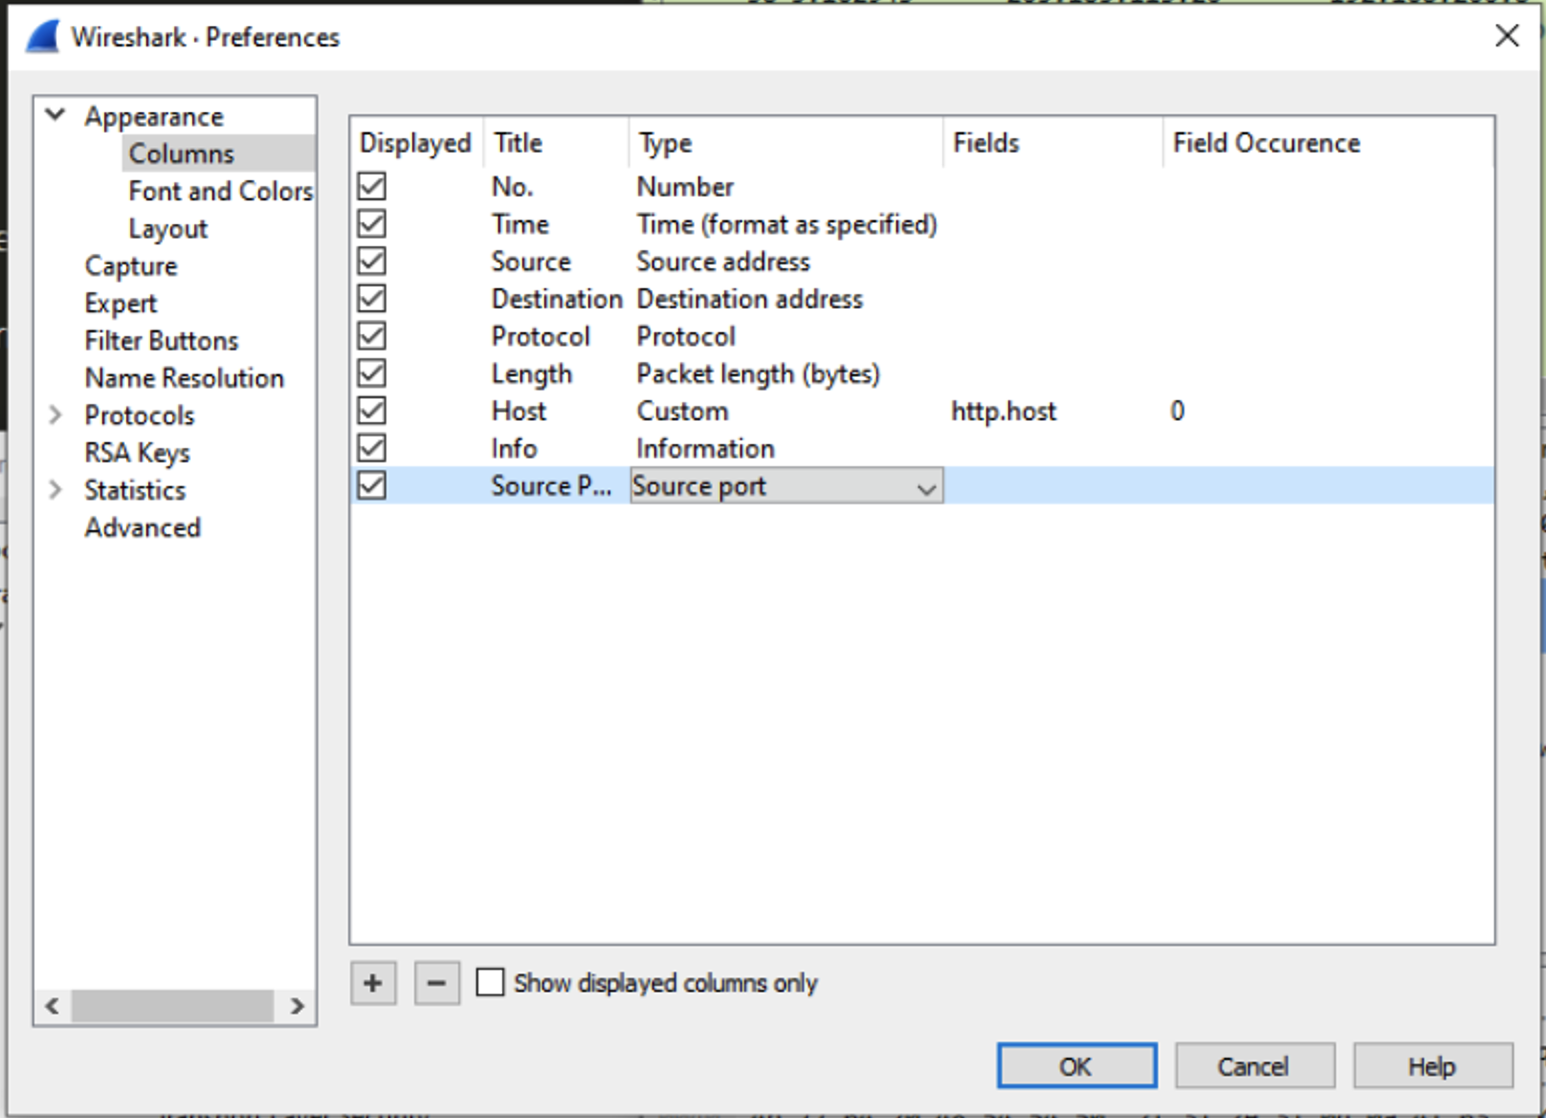 Wireshark · Preferences
Appearance
Columns
Font and Colors
Layout
Capture
Expert
Filter Buttons
Name Resolution
Protocols
RSA Keys
Statistics
Advanced
Displayed Title Type Fields Field Occurence
No. Number
Time Time (format as specified)
Source Source address
Destination Destination address
Protocol Protocol
Length Packet length (bytes)
Host Custom http.host 0
Info Information
Source P... Source port
+ − Show displayed columns only
OK Cancel Help